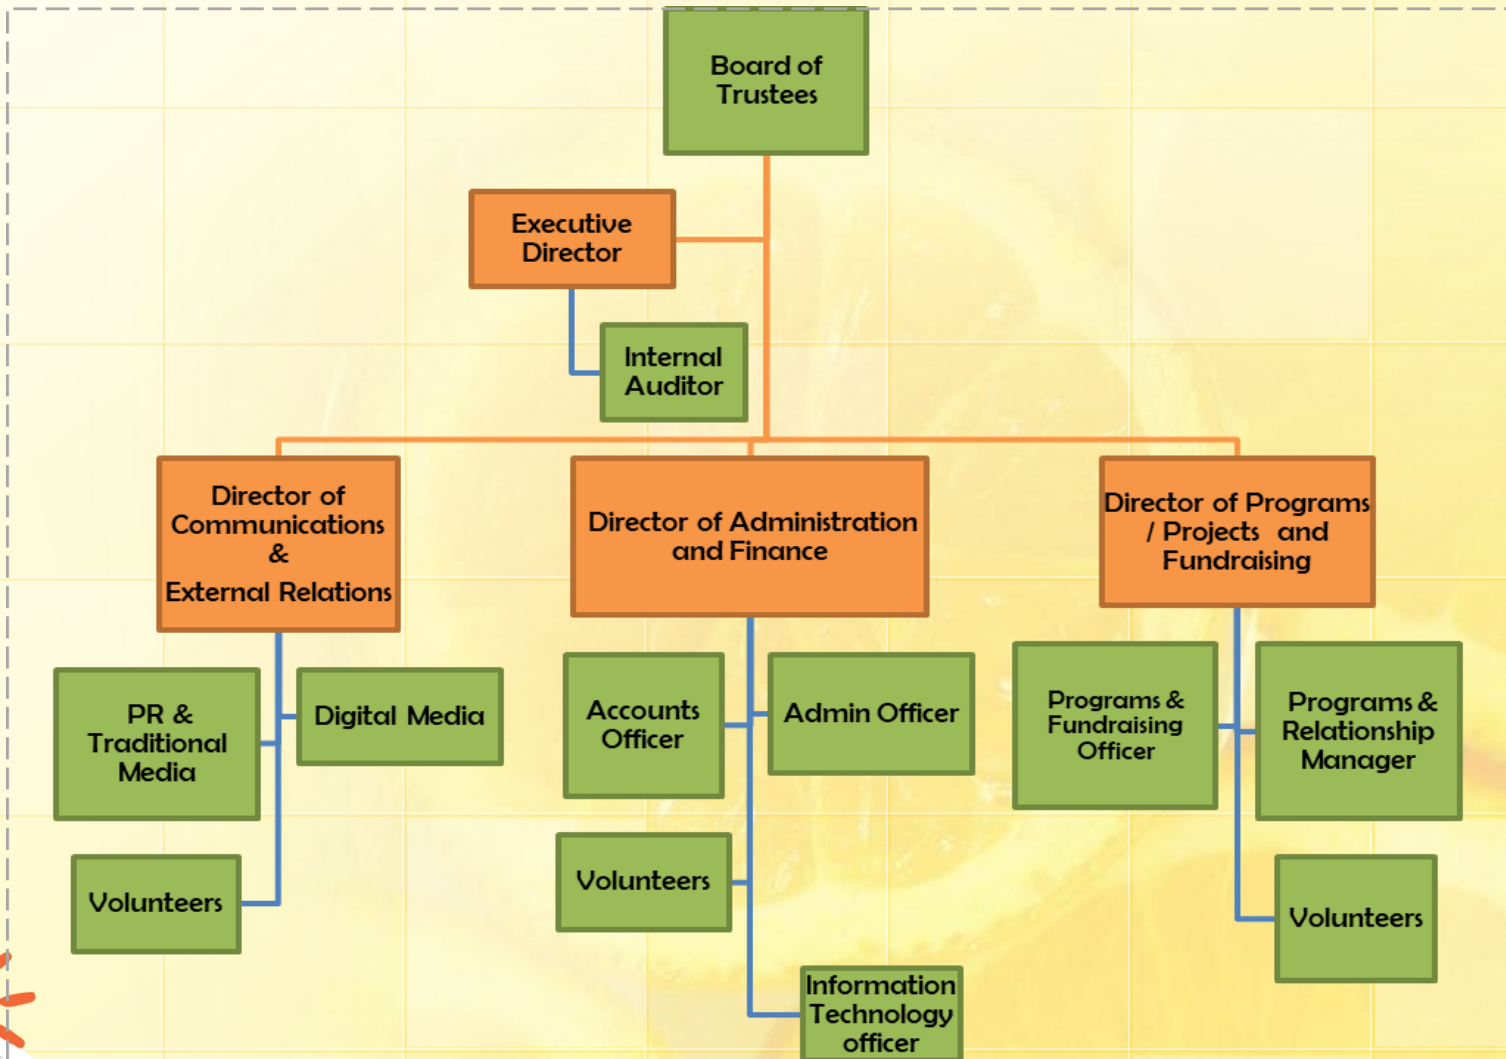 Board of
Trustees
Executive
Director
Internal
Auditor
Director of
Communications
&
External Relations
Director of Administration
and Finance
Director of Programs
/ Projects and
Fundraising
PR &
Traditional
Media
Digital Media
Volunteers
Accounts
Officer
Admin Officer
Volunteers
Information
Technology
officer
Programs &
Fundraising
Officer
Programs &
Relationship
Manager
Volunteers